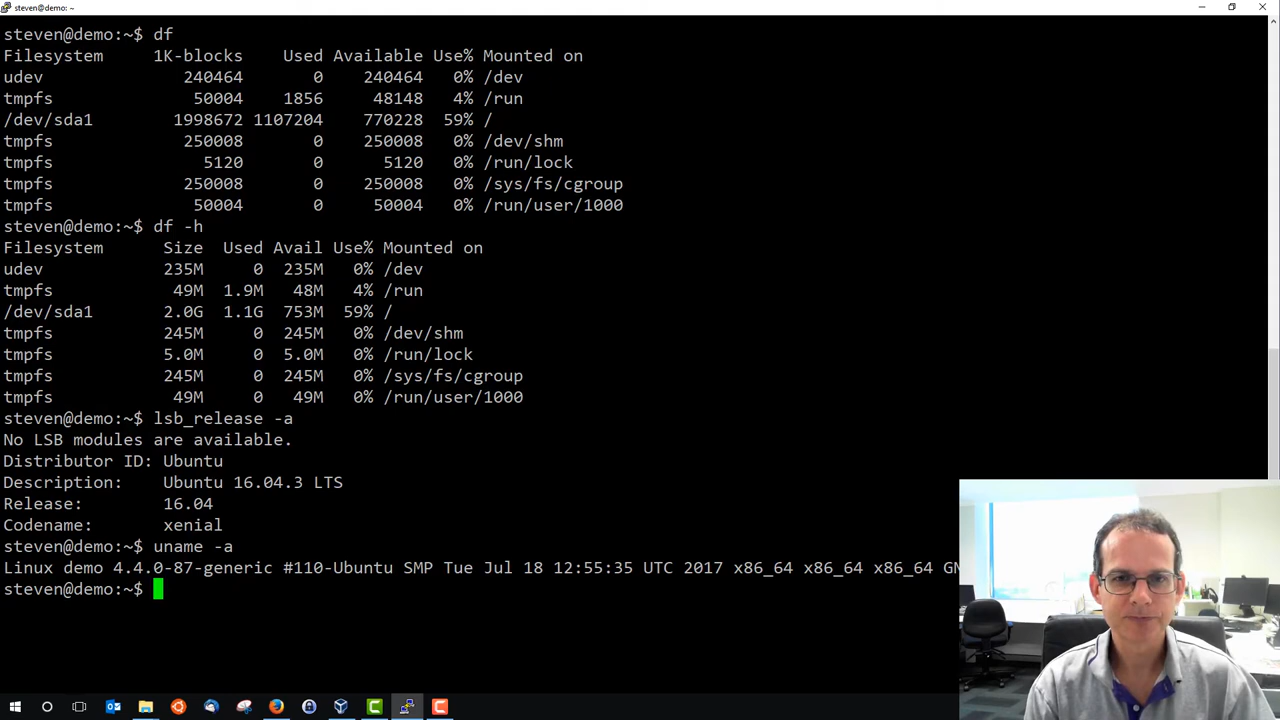 steven@demo: ~
steven@demo:~$ df
Filesystem     1K-blocks    Used Available Use% Mounted on
udev              240464       0    240464   0% /dev
tmpfs              50004    1856     48148   4% /run
/dev/sda1        1998672 1107204    770228  59% /
tmpfs             250008       0    250008   0% /dev/shm
tmpfs               5120       0      5120   0% /run/lock
tmpfs             250008       0    250008   0% /sys/fs/cgroup
tmpfs              50004       0     50004   0% /run/user/1000
steven@demo:~$ df -h
Filesystem      Size  Used Avail Use% Mounted on
udev            235M     0  235M   0% /dev
tmpfs            49M  1.9M   48M   4% /run
/dev/sda1       2.0G  1.1G  753M  59% /
tmpfs           245M     0  245M   0% /dev/shm
tmpfs           5.0M     0  5.0M   0% /run/lock
tmpfs           245M     0  245M   0% /sys/fs/cgroup
tmpfs            49M     0   49M   0% /run/user/1000
steven@demo:~$ lsb_release -a
No LSB modules are available.
Distributor ID: Ubuntu
Description:    Ubuntu 16.04.3 LTS
Release:        16.04
Codename:       xenial
steven@demo:~$ uname -a
Linux demo 4.4.0-87-generic #110-Ubuntu SMP Tue Jul 18 12:55:35 UTC 2017 x86_64 x86_64 x86_64 GN
steven@demo:~$